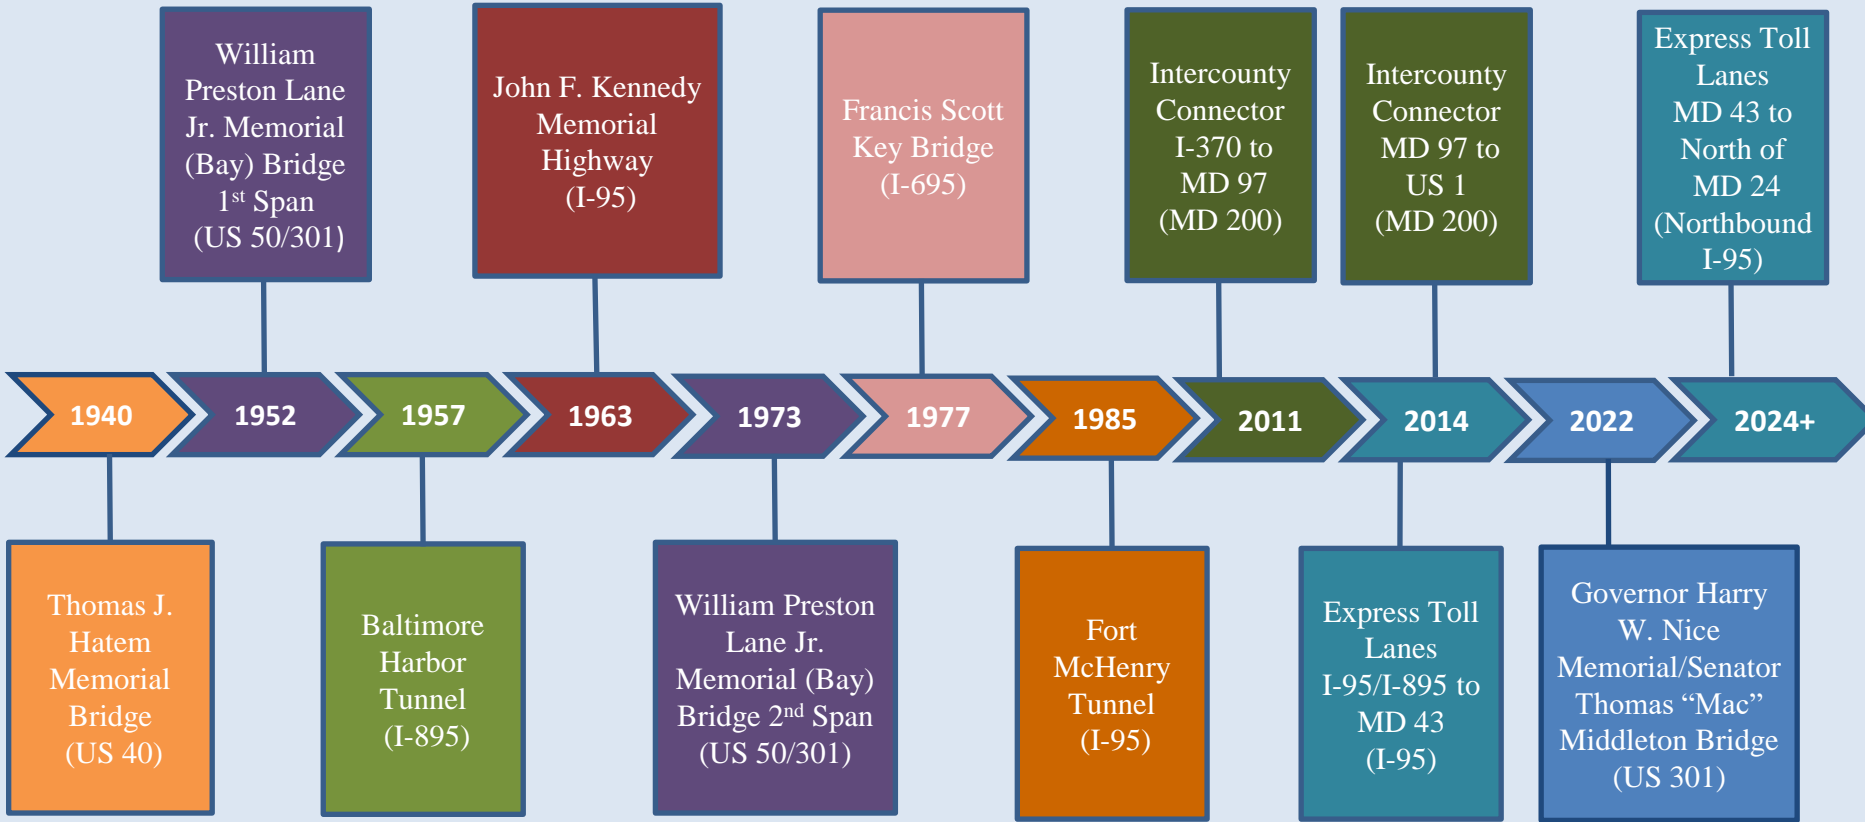 William
Preston Lane
Jr. Memorial
(Bay) Bridge
1st Span
(US 50/301)
John F. Kennedy
Memorial
Highway
(I-95)
Francis Scott
Key Bridge
(I-695)
Intercounty
Connector
I-370 to
MD 97
(MD 200)
Intercounty
Connector
MD 97 to
US 1
(MD 200)
Express Toll
Lanes
MD 43 to
North of
MD 24
(Northbound
I-95)
1940
1952
1957
1963
1973
1977
1985
2011
2014
2022
2024+
Thomas J.
Hatem
Memorial
Bridge
(US 40)
Baltimore
Harbor
Tunnel
(I-895)
William Preston
Lane Jr.
Memorial (Bay)
Bridge 2nd Span
(US 50/301)
Fort
McHenry
Tunnel
(I-95)
Express Toll
Lanes
I-95/I-895 to
MD 43
(I-95)
Governor Harry
W. Nice
Memorial/Senator
Thomas “Mac”
Middleton Bridge
(US 301)